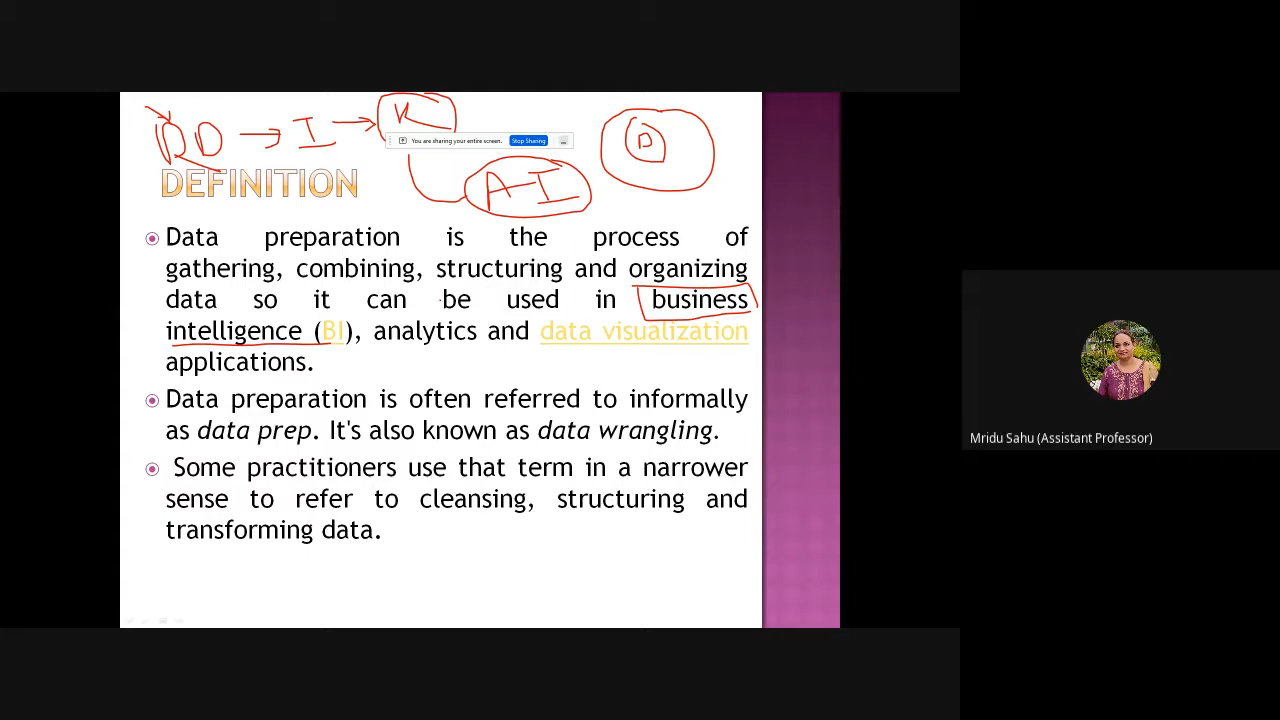 DD → I → K
You are sharing your entire screen. Stop Sharing
D
A-I
DEFINITION
Data preparation is the process of
gathering, combining, structuring and organizing
data so it can be used in business
intelligence (BI), analytics and data visualization
applications.
Data preparation is often referred to informally
as data prep. It's also known as data wrangling.
Some practitioners use that term in a narrower
sense to refer to cleansing, structuring and
transforming data.
Mridu Sahu (Assistant Professor)